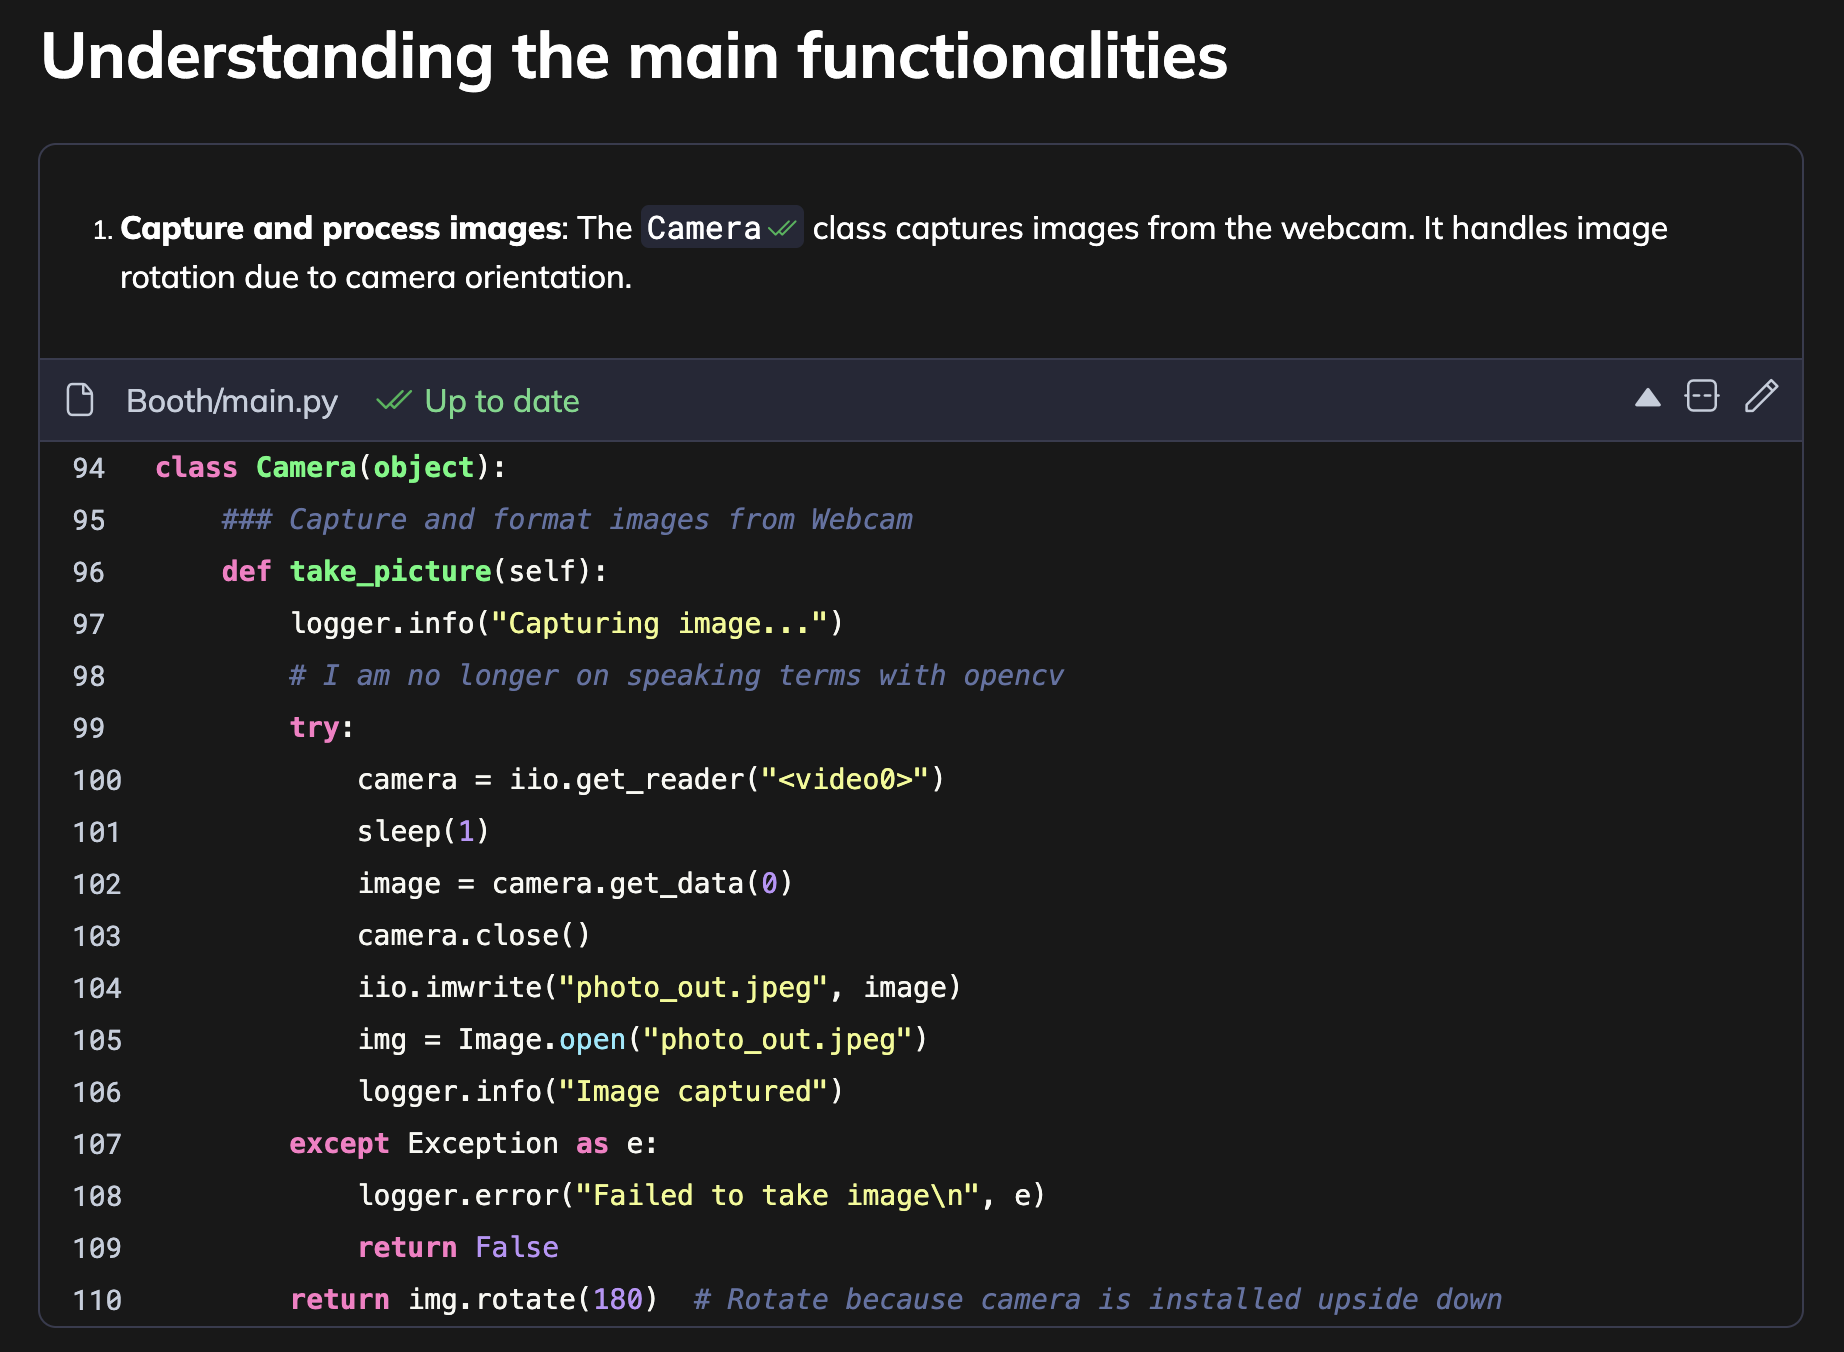 Understanding the main functionalities
1. Capture and process images: The Camera class captures images from the webcam. It handles image
rotation due to camera orientation.
Booth/main.py Up to date
94 class Camera(object):
95     ### Capture and format images from Webcam
96     def take_picture(self):
97         logger.info("Capturing image...")
98         # I am no longer on speaking terms with opencv
99         try:
100             camera = iio.get_reader("<video0>")
101             sleep(1)
102             image = camera.get_data(0)
103             camera.close()
104             iio.imwrite("photo_out.jpeg", image)
105             img = Image.open("photo_out.jpeg")
106             logger.info("Image captured")
107         except Exception as e:
108             logger.error("Failed to take image\n", e)
109             return False
110         return img.rotate(180)  # Rotate because camera is installed upside down